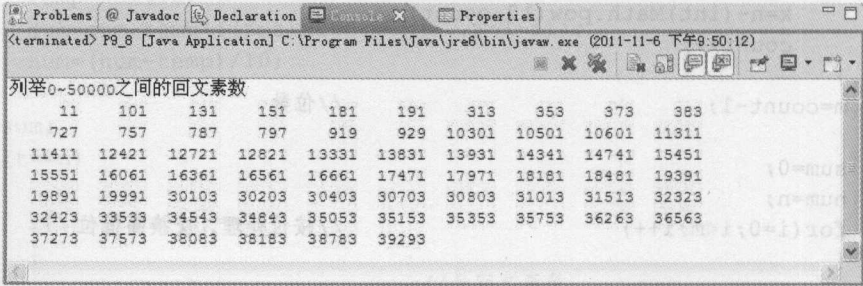 Problems @ Javadoc Declaration Console Properties
<terminated> P9_8 [Java Application] C:\Program Files\Java\jre6\bin\javaw.exe (2011-11-6 下午9:50:12)
列举0~50000之间的回文素数
11 101 131 151 181 191 313 353 373 383
727 757 787 797 919 929 10301 10501 10601 11311
11411 12421 12721 12821 13331 13831 13931 14341 14741 15451
15551 16061 16361 16561 16661 17471 17971 18181 18481 19391
19891 19991 30103 30203 30403 30703 30803 31013 31513 32323
32423 33533 34543 34843 35053 35153 35353 35753 36263 36563
37273 37573 38083 38183 38783 39293